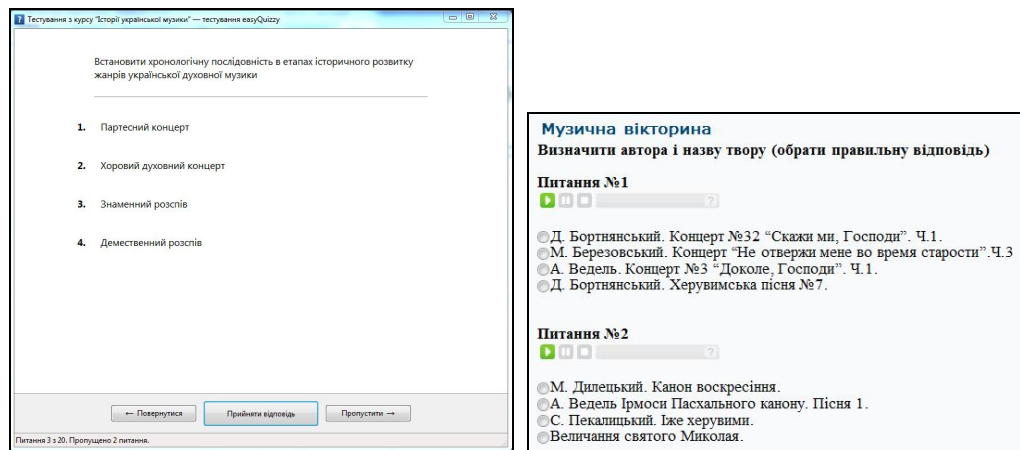 Тестування з курсу "Історії української музики" — тестування easyQuizzy
Встановити хронологічну послідовність в етапах історичного розвитку
жанрів української духовної музики
1. Партесний концерт
2. Хоровий духовний концерт
3. Знаменний розспів
4. Демественний розспів
← Повернутися
Прийняти відповідь
Пропустити →
Питання 3 з 20. Пропущено 2 питання.
Музична вікторина
Визначити автора і назву твору (обрати правильну відповідь)
Питання №1
?
Д. Бортнянський. Концерт №32 “Скажи ми, Господи”. Ч.1.
М. Березовський. Концерт “Не отвержи мене во время старости”.Ч.3
А. Ведель. Концерт №3 “Доколе, Господи”. Ч.1.
Д. Бортнянський. Херувимська пісня №7.
Питання №2
?
М. Дилецький. Канон воскресіння.
А. Ведель Ірмоси Пасхального канону. Пісня 1.
С. Пекалицький. Іже херувими.
Величання святого Миколая.